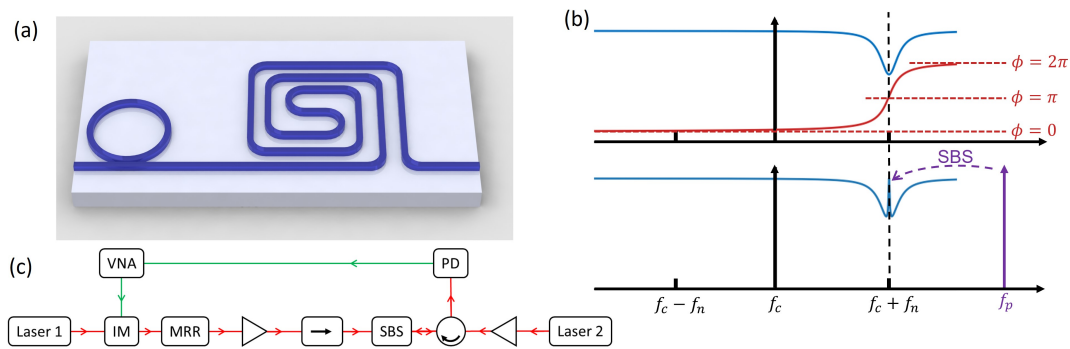 (a)
(b)
ϕ = 2π
ϕ = π
ϕ = 0
SBS
f_c − f_n
f_c
f_c + f_n
f_p
(c)
VNA
PD
Laser 1
IM
MRR
SBS
Laser 2